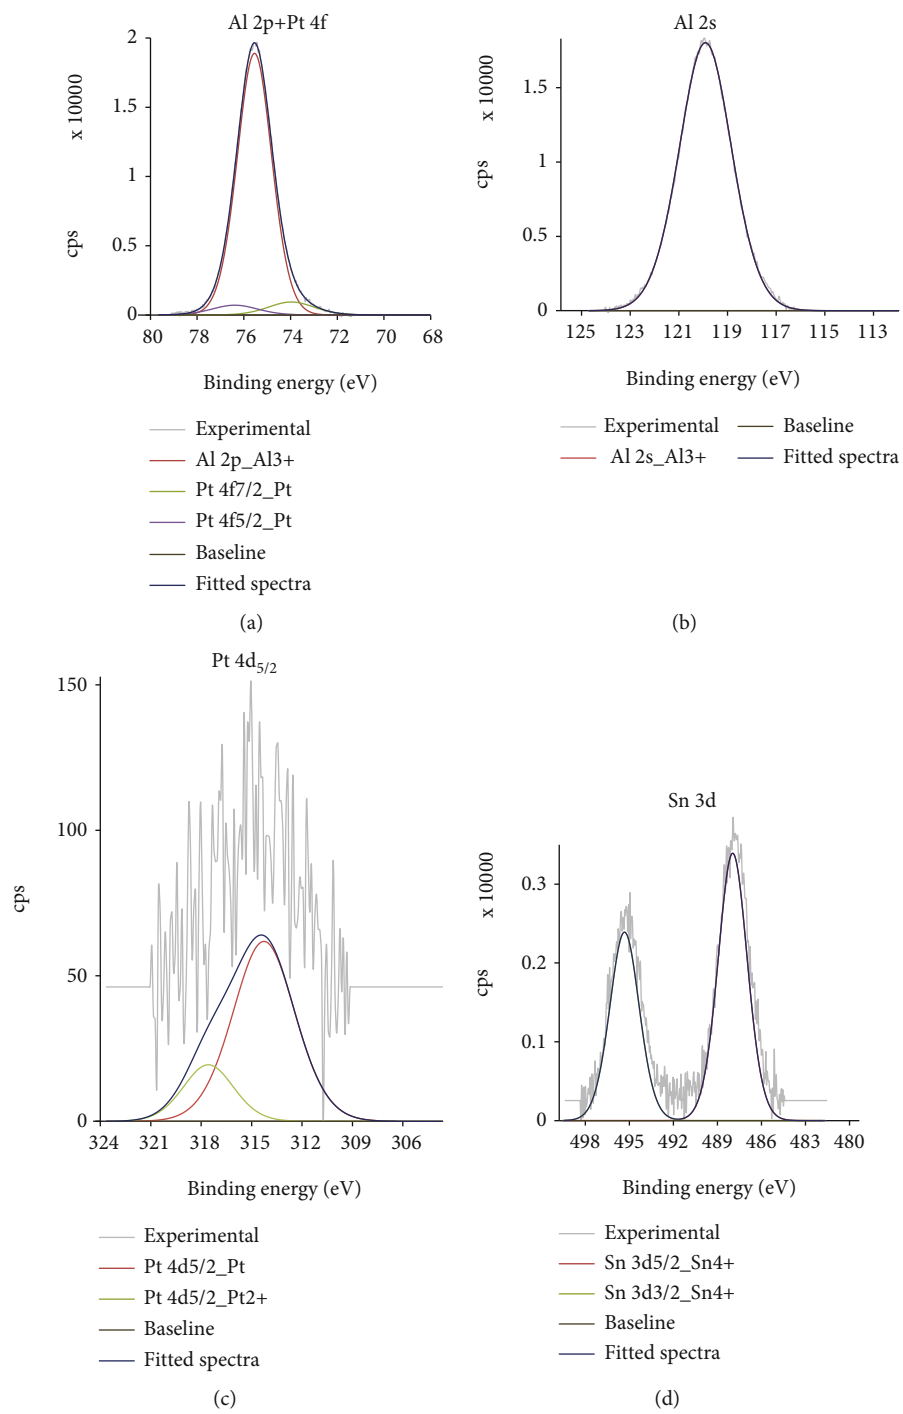 Al 2p+Pt 4f
2
1.5
1
0.5
0
cps
x 10000
80 78 76 74 72 70 68
Binding energy (eV)
Experimental
Al 2p_Al3+
Pt 4f7/2_Pt
Pt 4f5/2_Pt
Baseline
Fitted spectra
(a)
Al 2s
1.5
1
0.5
0
cps
x 10000
125 123 121 119 117 115 113
Binding energy (eV)
Experimental
Al 2s_Al3+
Baseline
Fitted spectra
(b)
Pt 4d5/2
150
100
50
0
cps
324 321 318 315 312 309 306
Binding energy (eV)
Experimental
Pt 4d5/2_Pt
Pt 4d5/2_Pt2+
Baseline
Fitted spectra
(c)
Sn 3d
0.3
0.2
0.1
0
cps
x 10000
498 495 492 489 486 483 480
Binding energy (eV)
Experimental
Sn 3d5/2_Sn4+
Sn 3d3/2_Sn4+
Baseline
Fitted spectra
(d)